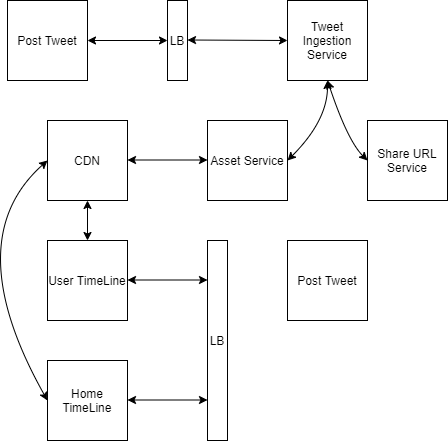 Post Tweet
LB
Tweet
Ingestion
Service
CDN
Asset Service
Share URL
Service
User TimeLine
Post Tweet
LB
Home
TimeLine